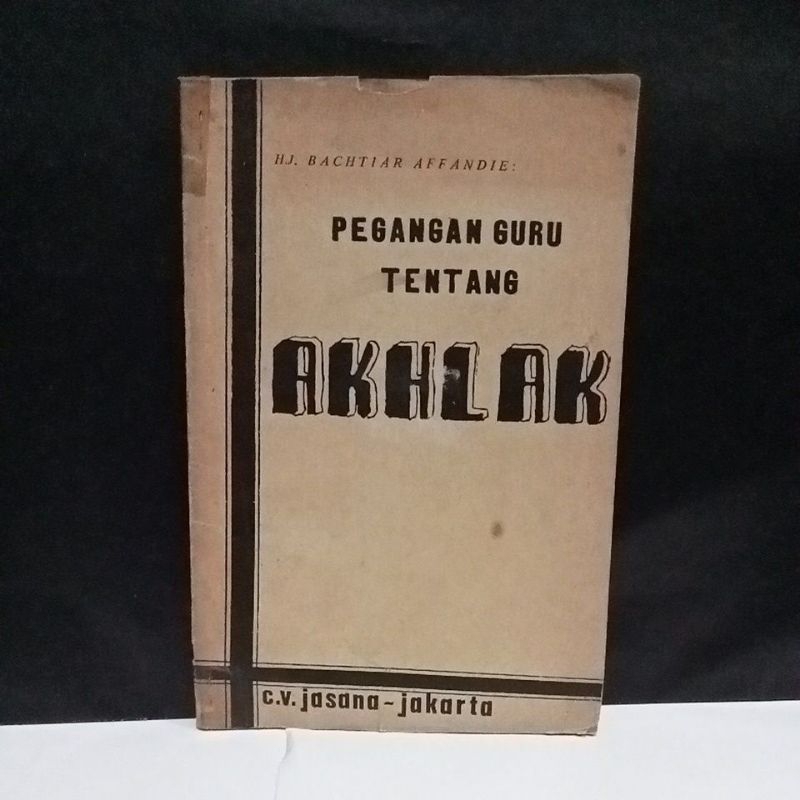 HJ. BACHTIAR AFFANDIE:
PEGANGAN GURU
TENTANG
AKHLAK
c.v. jasana-jakarta